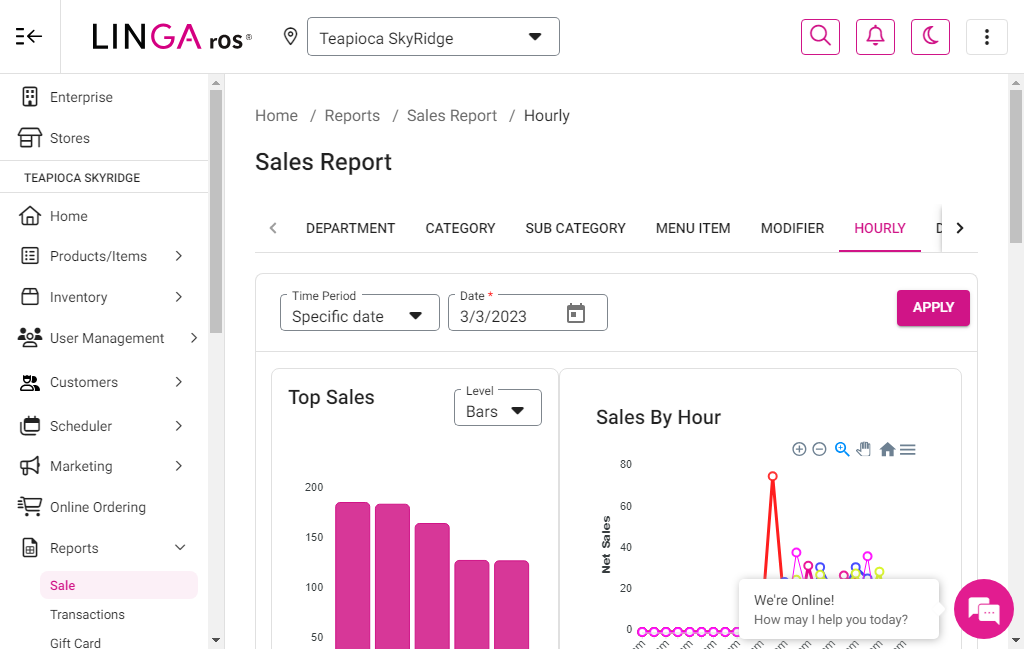 LINGA ros®
Teapioca SkyRidge
Enterprise
Stores
TEAPIOCA SKYRIDGE
Home
Products/Items
Inventory
User Management
Customers
Scheduler
Marketing
Online Ordering
Reports
Sale
Transactions
Gift Card
Home / Reports / Sales Report / Hourly
Sales Report
DEPARTMENT CATEGORY SUB CATEGORY MENU ITEM MODIFIER HOURLY
Time Period
Specific date
Date *
3/3/2023
APPLY
Top Sales
Level
Bars
200
150
100
50
Sales By Hour
Net Sales
80
60
40
20
0
We're Online!
How may I help you today?